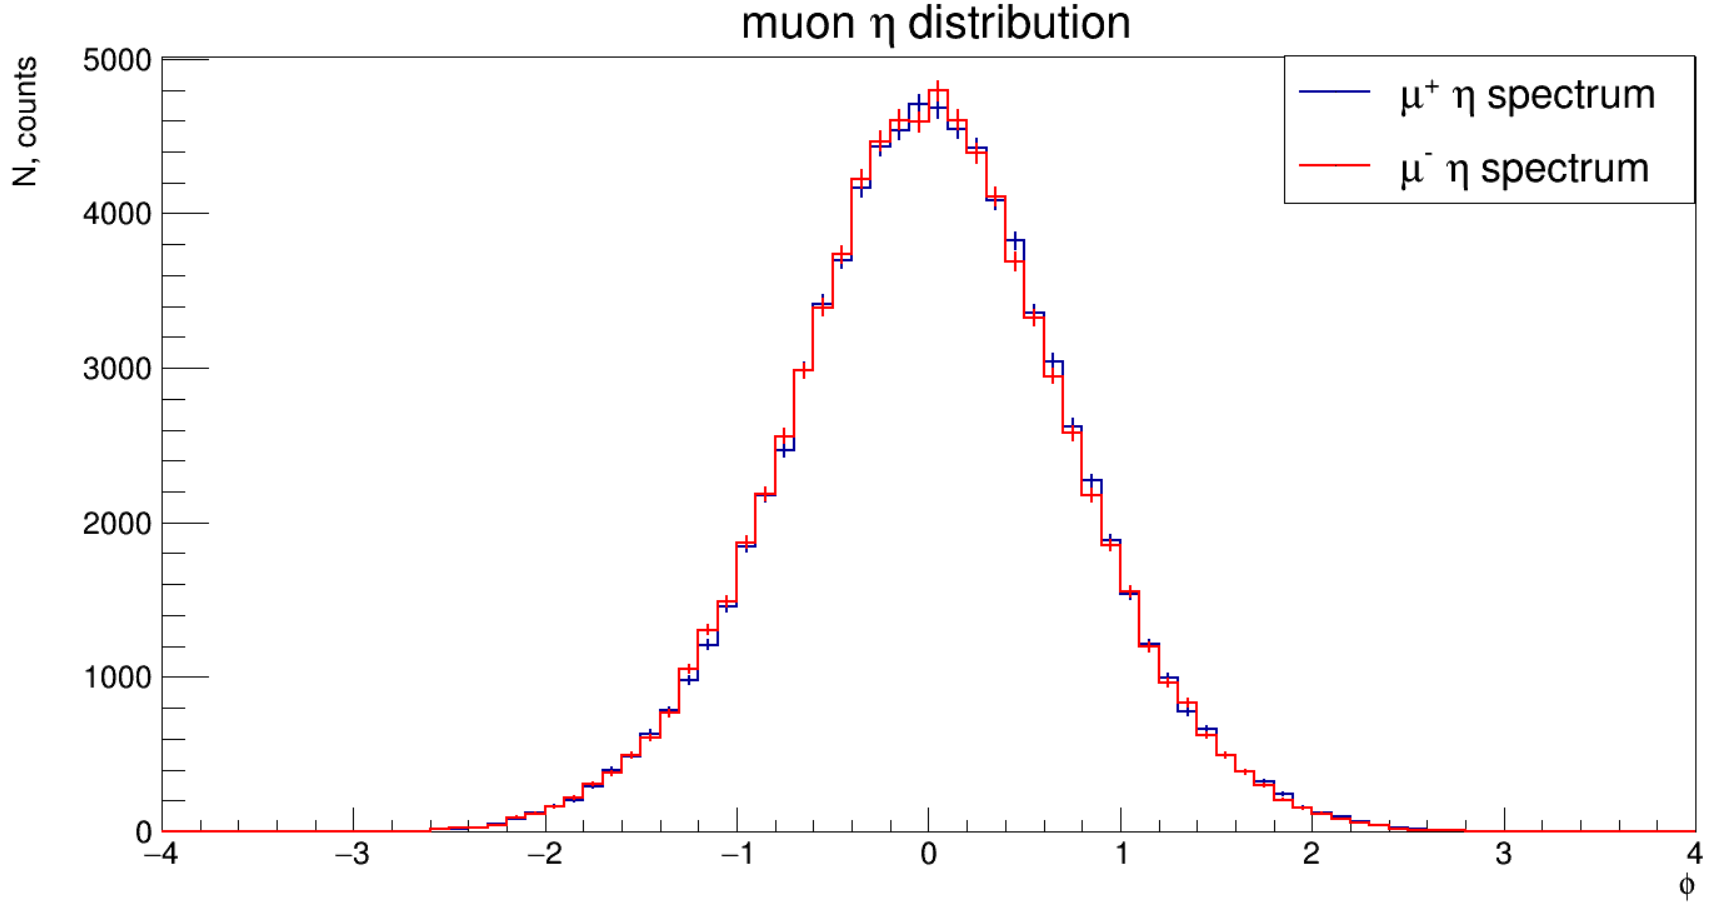 muon η distribution
N, counts
μ⁺ η spectrum
μ⁻ η spectrum
5000
4000
3000
2000
1000
0
−4 −3 −2 −1 0 1 2 3 4
ϕ